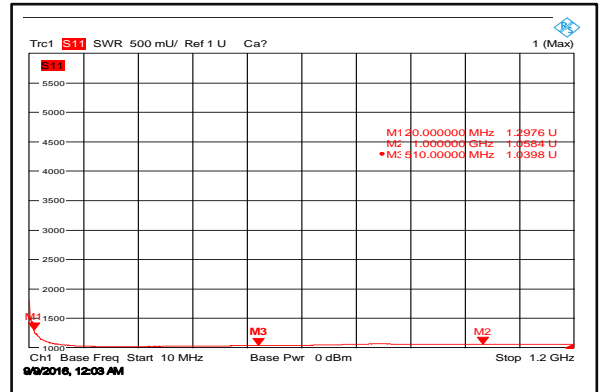 R&S
Trc1 S11 SWR 500 mU/ Ref 1 U Ca? 1 (Max)
S11
5500
5000
M1 20.000000 MHz 1.2976 U
4500
M2 1.000000 GHz 1.0584 U
•M3 510.00000 MHz 1.0398 U
4000
3500
3000
2500
2000
M1 1500
M3 M2
1000
Ch1 Base Freq Start 10 MHz Base Pwr 0 dBm Stop 1.2 GHz
9/9/2016, 12:03 AM